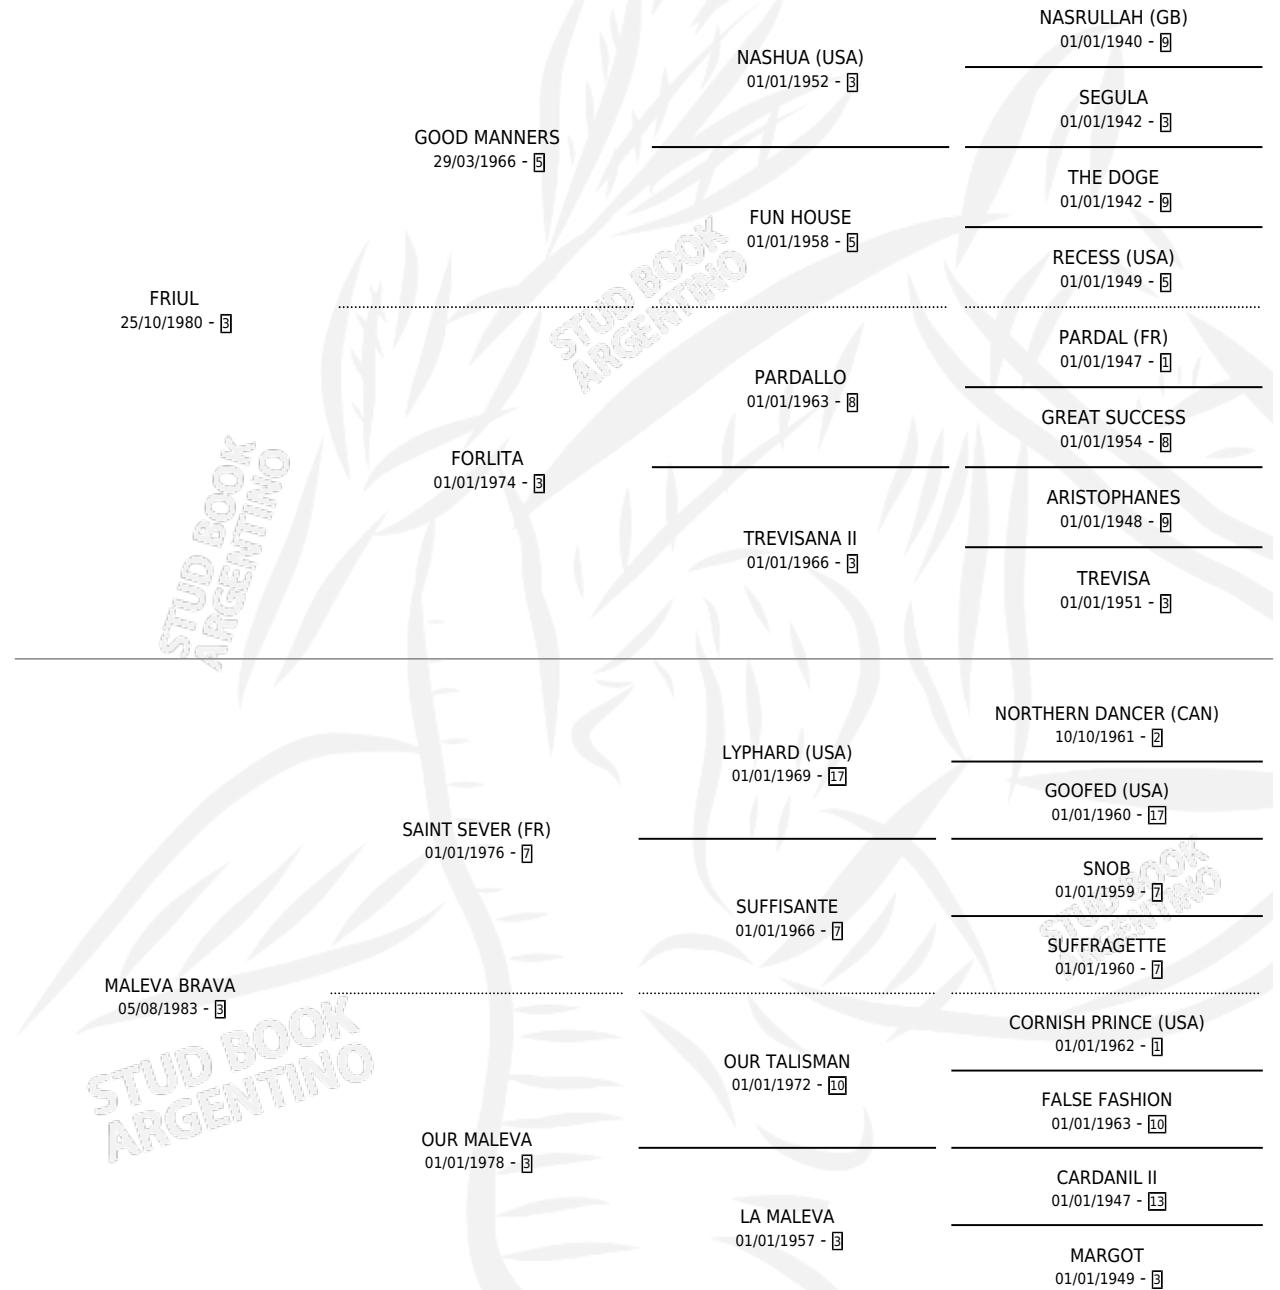 NASRULLAH (GB)
01/01/1940 - 9
NASHUA (USA)
01/01/1952 - 3
SEGULA
01/01/1942 - 3
GOOD MANNERS
29/03/1966 - 5
THE DOGE
01/01/1942 - 9
FUN HOUSE
01/01/1958 - 5
RECESS (USA)
01/01/1949 - 5
FRIUL
25/10/1980 - 3
PARDAL (FR)
01/01/1947 - 1
PARDALLO
01/01/1963 - 8
GREAT SUCCESS
01/01/1954 - 8
FORLITA
01/01/1974 - 3
ARISTOPHANES
01/01/1948 - 9
TREVISANA II
01/01/1966 - 3
TREVISA
01/01/1951 - 3
NORTHERN DANCER (CAN)
10/10/1961 - 2
LYPHARD (USA)
01/01/1969 - 17
GOOFED (USA)
01/01/1960 - 17
SAINT SEVER (FR)
01/01/1976 - 7
SNOB
01/01/1959 - 7
SUFFISANTE
01/01/1966 - 7
SUFFRAGETTE
01/01/1960 - 7
MALEVA BRAVA
05/08/1983 - 3
CORNISH PRINCE (USA)
01/01/1962 - 1
OUR TALISMAN
01/01/1972 - 10
FALSE FASHION
01/01/1963 - 10
OUR MALEVA
01/01/1978 - 3
CARDANIL II
01/01/1947 - 13
LA MALEVA
01/01/1957 - 3
MARGOT
01/01/1949 - 3
STUD BOOK
ARGENTINO
STUD BOOK
ARGENTINO
STUD BOOK
ARGENTINO
STUD BOOK
ARGENTINO